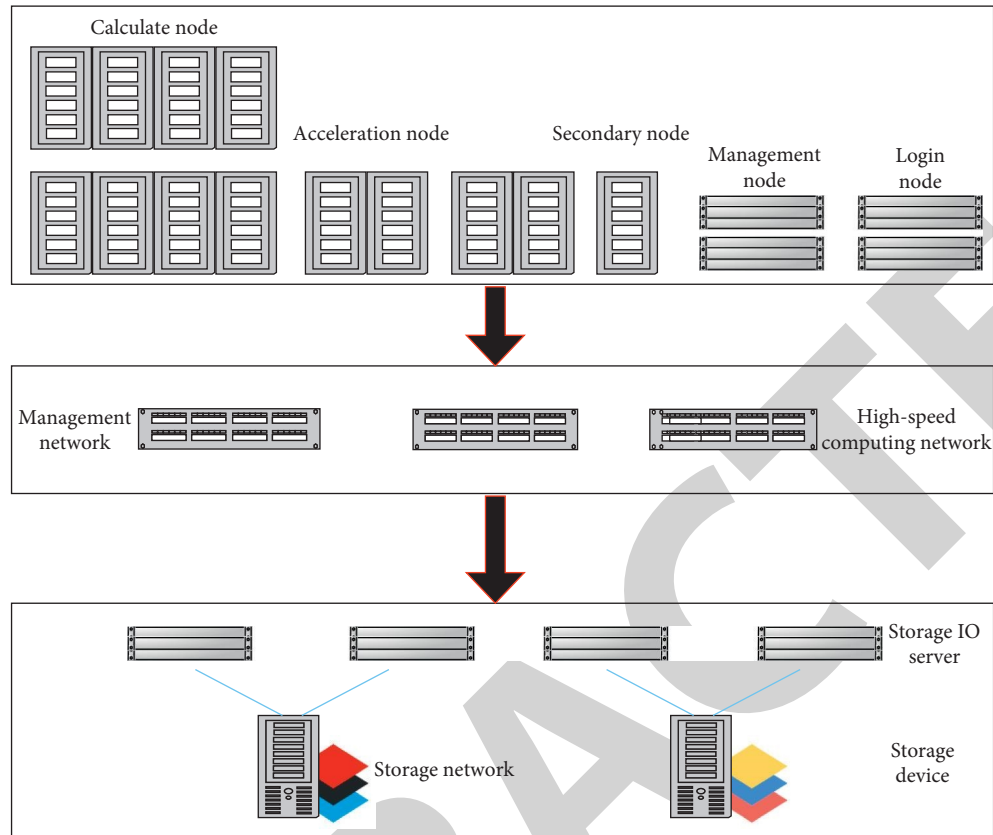 Calculate node
Acceleration node
Secondary node
Management
node
Login
node
Management
network
High-speed
computing network
Storage IO
server
Storage network
Storage
device
ACTE